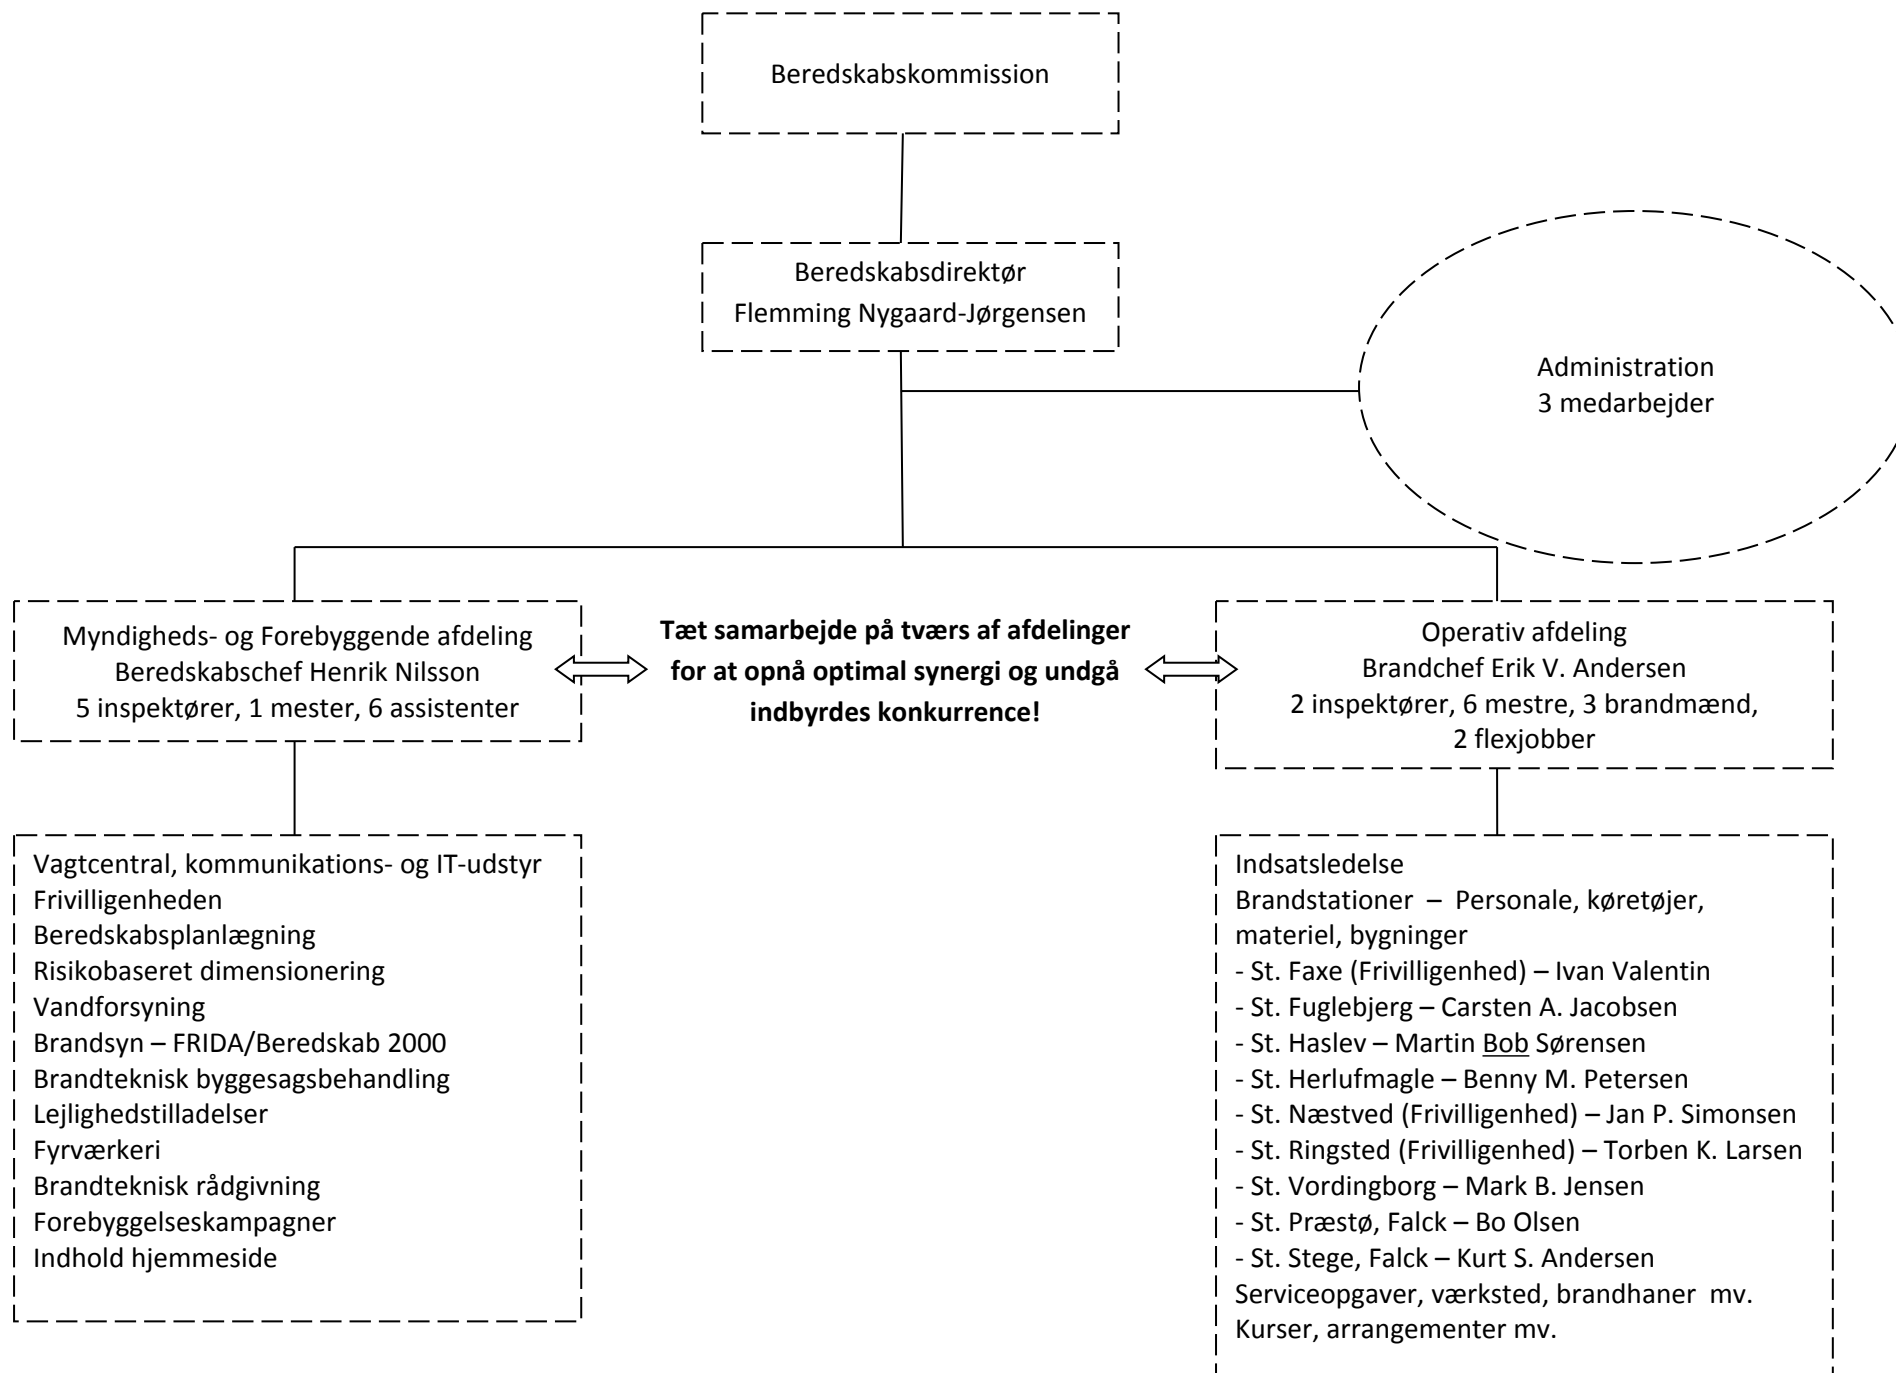 Beredskabskommission
Beredskabsdirektør
Flemming Nygaard-Jørgensen
Administration
3 medarbejder
Myndigheds- og Forebyggende afdeling
Beredskabschef Henrik Nilsson
5 inspektører, 1 mester, 6 assistenter
Tæt samarbejde på tværs af afdelinger
for at opnå optimal synergi og undgå
indbyrdes konkurrence!
Operativ afdeling
Brandchef Erik V. Andersen
2 inspektører, 6 mestre, 3 brandmænd,
2 flexjobber
Vagtcentral, kommunikations- og IT-udstyr
Frivilligenheden
Beredskabsplanlægning
Risikobaseret dimensionering
Vandforsyning
Brandsyn – FRIDA/Beredskab 2000
Brandteknisk byggesagsbehandling
Lejlighedstilladelser
Fyrværkeri
Brandteknisk rådgivning
Forebyggelseskampagner
Indhold hjemmeside
Indsatsledelse
Brandstationer – Personale, køretøjer,
materiel, bygninger
- St. Faxe (Frivilligenhed) – Ivan Valentin
- St. Fuglebjerg – Carsten A. Jacobsen
- St. Haslev – Martin Bob Sørensen
- St. Herlufmagle – Benny M. Petersen
- St. Næstved (Frivilligenhed) – Jan P. Simonsen
- St. Ringsted (Frivilligenhed) – Torben K. Larsen
- St. Vordingborg – Mark B. Jensen
- St. Præstø, Falck – Bo Olsen
- St. Stege, Falck – Kurt S. Andersen
Serviceopgaver, værksted, brandhaner mv.
Kurser, arrangementer mv.